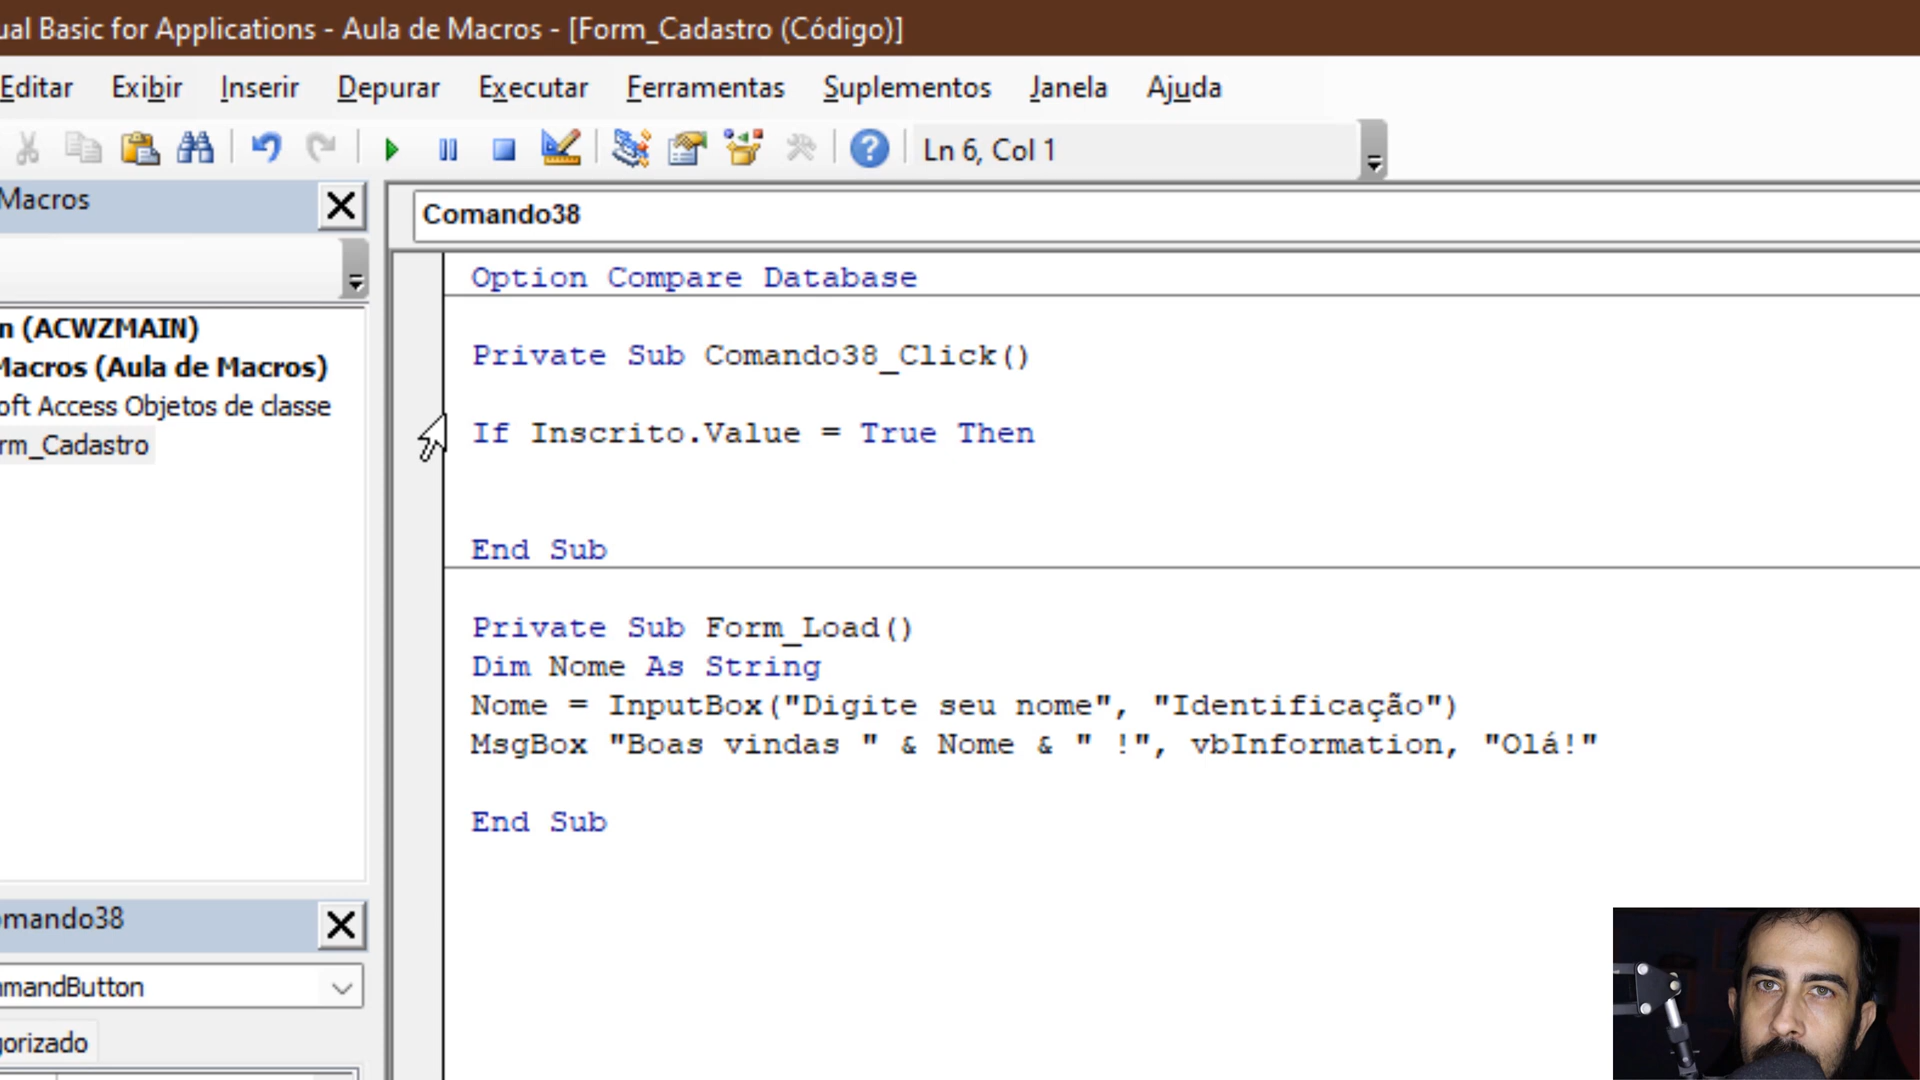 ual Basic for Applications - Aula de Macros - [Form_Cadastro (Código)]
Editar Exibir Inserir Depurar Executar Ferramentas Suplementos Janela Ajuda
Ln 6, Col 1
Macros
Comando38
Option Compare Database
n (ACWZMAIN)
Macros (Aula de Macros)
oft Access Objetos de classe
rm_Cadastro
Private Sub Comando38_Click()
If Inscrito.Value = True Then
End Sub
Private Sub Form_Load()
Dim Nome As String
Nome = InputBox("Digite seu nome", "Identificação")
MsgBox "Boas vindas " & Nome & " !", vbInformation, "Olá!"
End Sub
omando38
mmandButton
gorizado